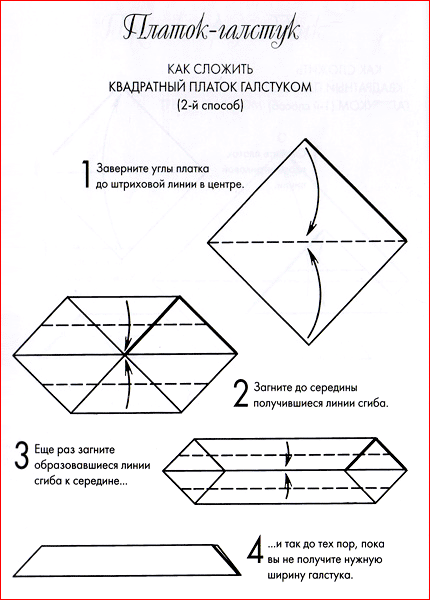 Платок-галстук
КАК СЛОЖИТЬ
КВАДРАТНЫЙ ПЛАТОК ГАЛСТУКОМ
(2-й способ)
1 Заверните углы платка
до штриховой линии в центре.
2 Загните до середины
получившиеся линии сгиба.
3 Еще раз загните
образовавшиеся линии
сгиба к середине...
4 ...и так до тех пор, пока
вы не получите нужную
ширину галстука.